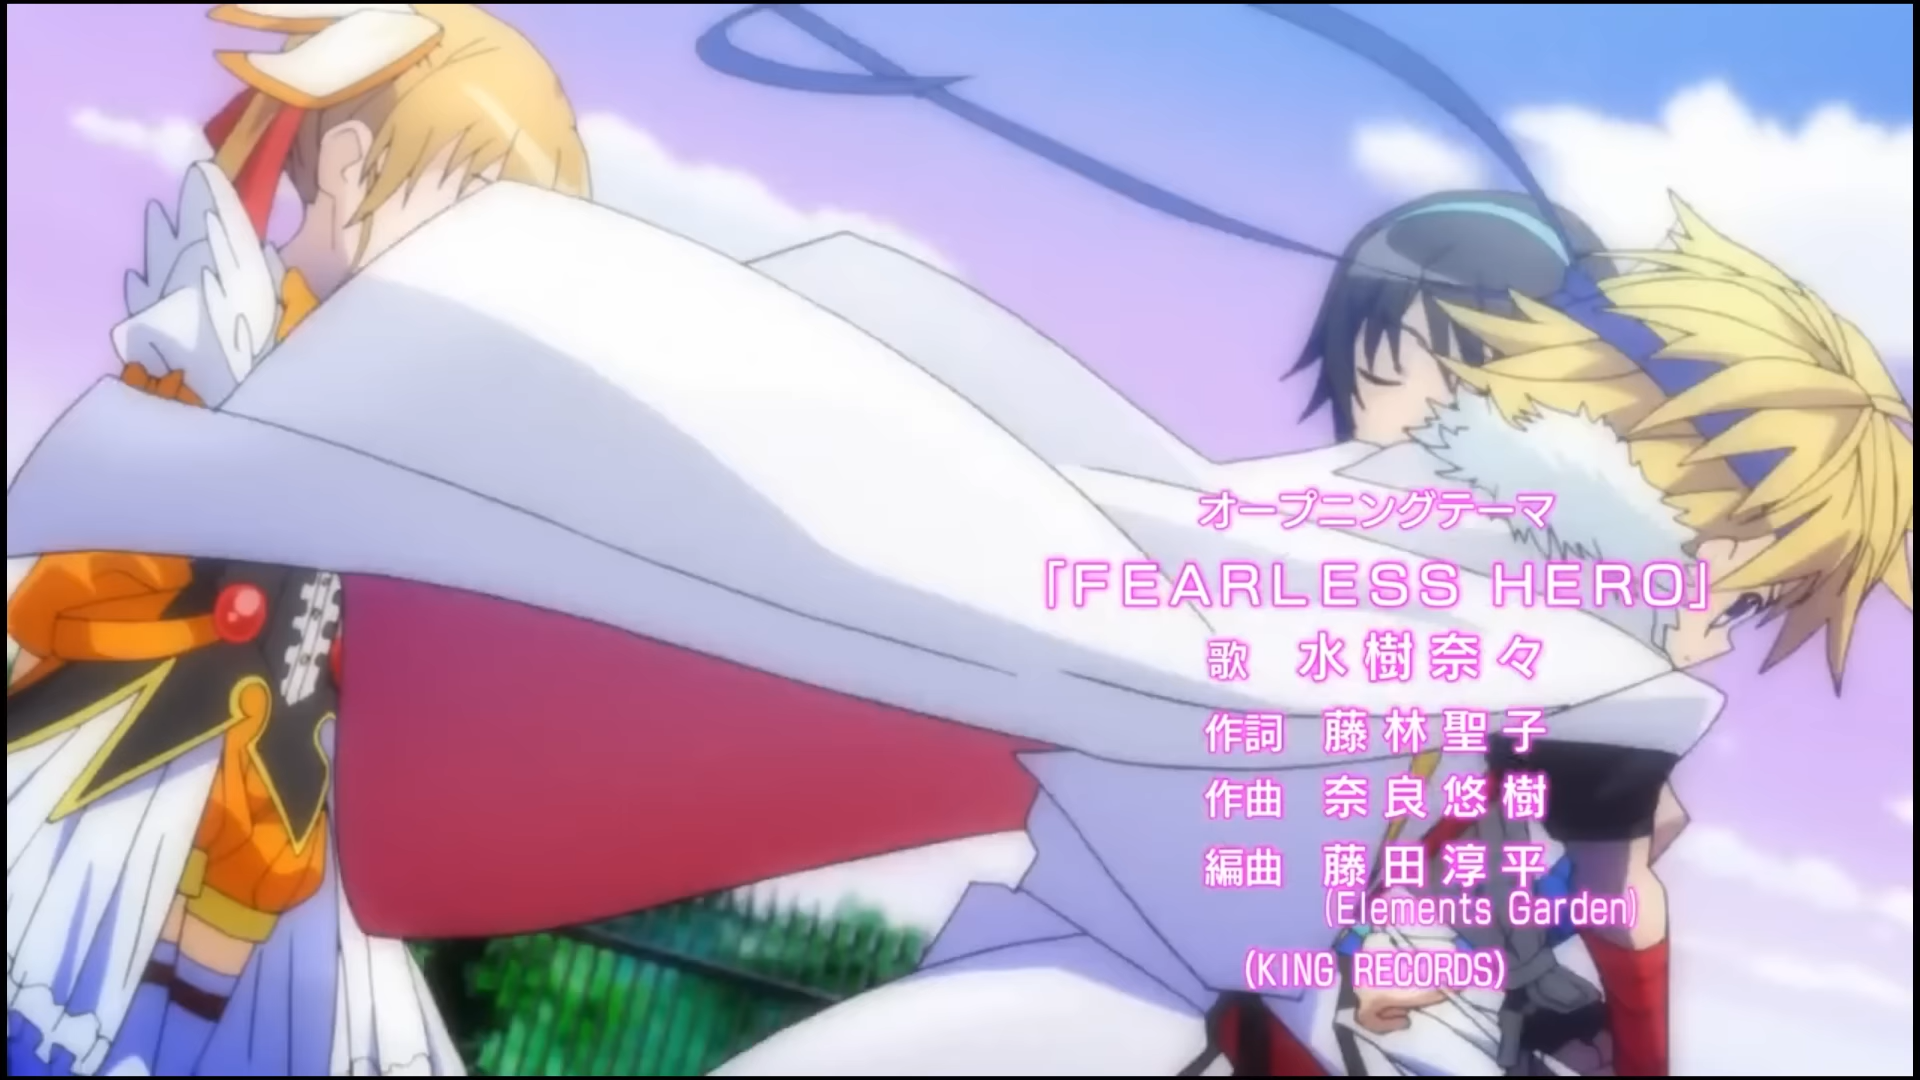 オープニングテーマ
「FEARLESS HERO」
歌 水樹奈々
作詞 藤林聖子
作曲 奈良悠樹
編曲 藤田淳平
(Elements Garden)
(KING RECORDS)